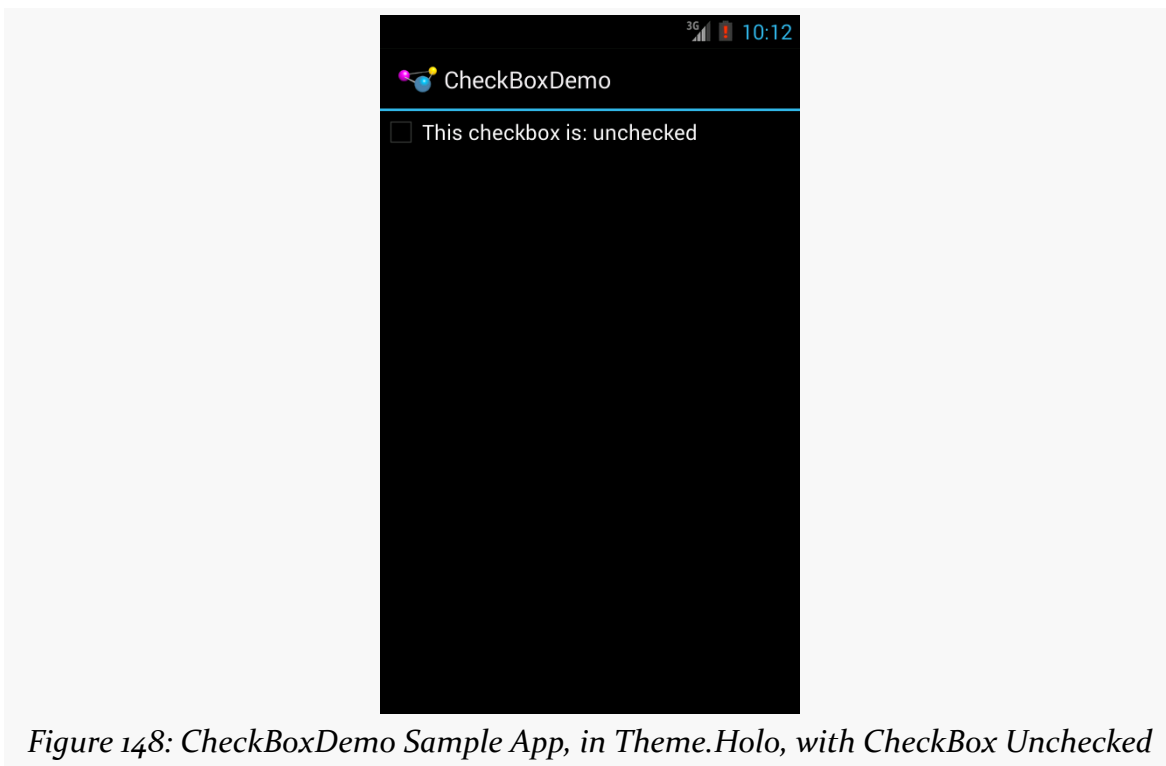 3G 10:12
CheckBoxDemo
This checkbox is: unchecked
Figure 148: CheckBoxDemo Sample App, in Theme.Holo, with CheckBox Unchecked